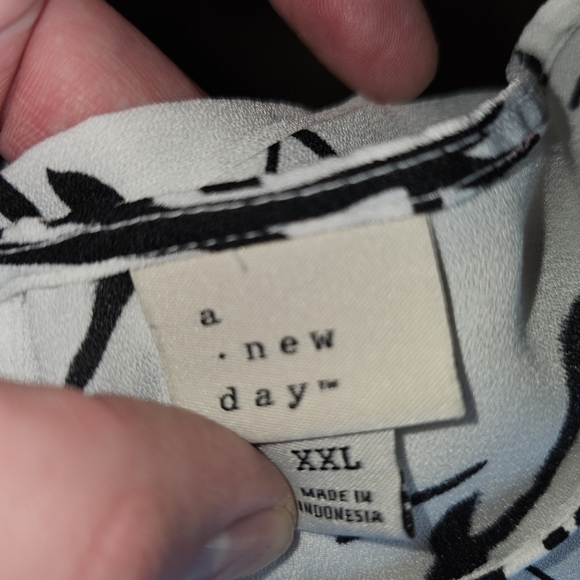 a
· new
day™
XXL
MADE IN
INDONESIA